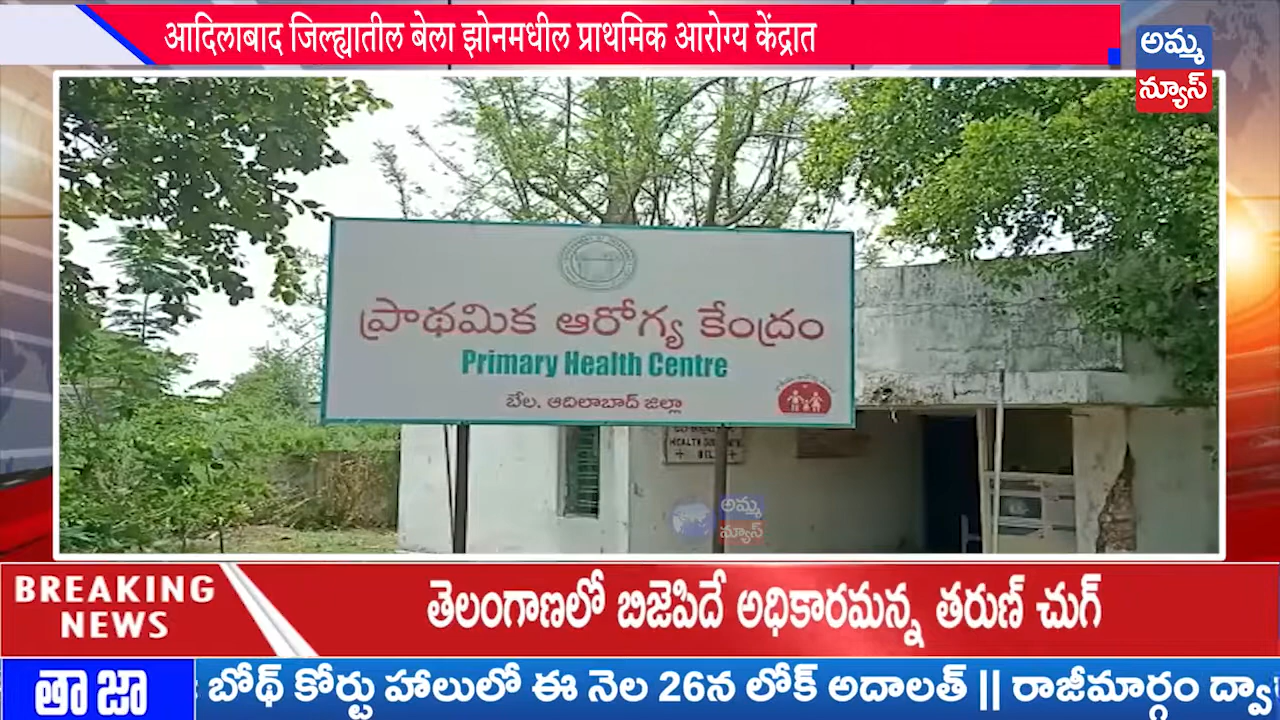 आदिलाबाद जिल्ह्यातील बेला झोनमधील प्राथमिक आरोग्य केंद्रात
అమ్మ
న్యూస్
ప్రాథమిక ఆరోగ్య కేంద్రం
Primary Health Centre
బేల. ఆదిలాబాద్ జిల్లా
అమ్మ
న్యూస్
BREAKING
NEWS
తెలంగాణలో బిజెపిదే అధికారమన్న తరుణ్ చుగ్
తాజా
బోథ్ కోర్టు హాలులో ఈ నెల 26న లోక్ అదాలత్ || రాజీమార్గం ద్వా